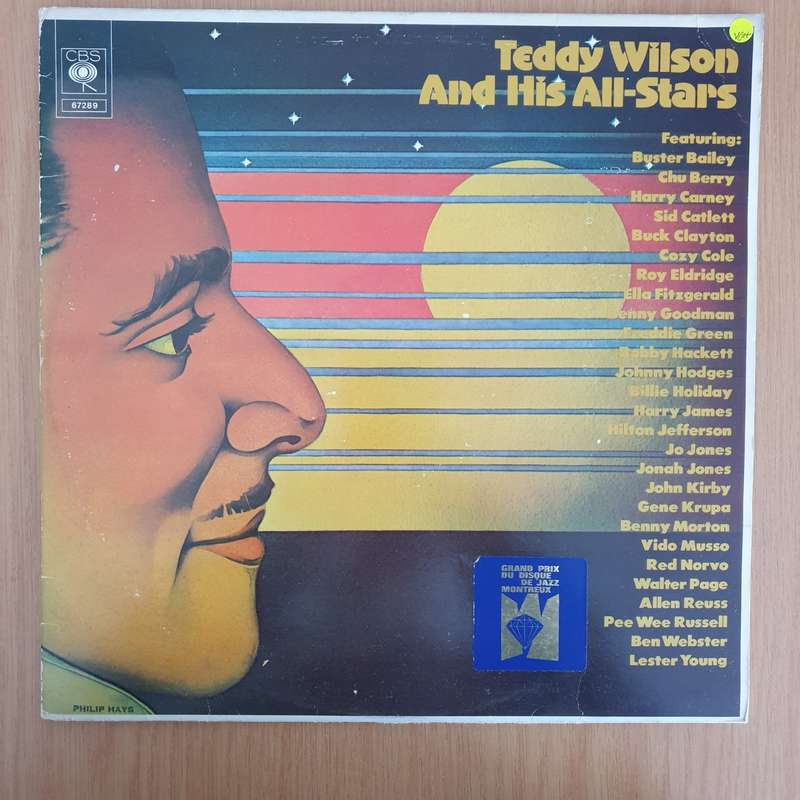 CBS
67289
Teddy Wilson
And His All-Stars
Featuring:
Buster Bailey
Chu Berry
Harry Carney
Sid Catlett
Buck Clayton
Cozy Cole
Roy Eldridge
Ella Fitzgerald
Benny Goodman
Freddie Green
Bobby Hackett
Johnny Hodges
Billie Holiday
Harry James
Hilton Jefferson
Jo Jones
Jonah Jones
John Kirby
Gene Krupa
Benny Morton
Vido Musso
Red Norvo
Walter Page
Allen Reuss
Pee Wee Russell
Ben Webster
Lester Young
GRAND PRIX
DU DISQUE
DE JAZZ
MONTREUX
PHILIP HAYS